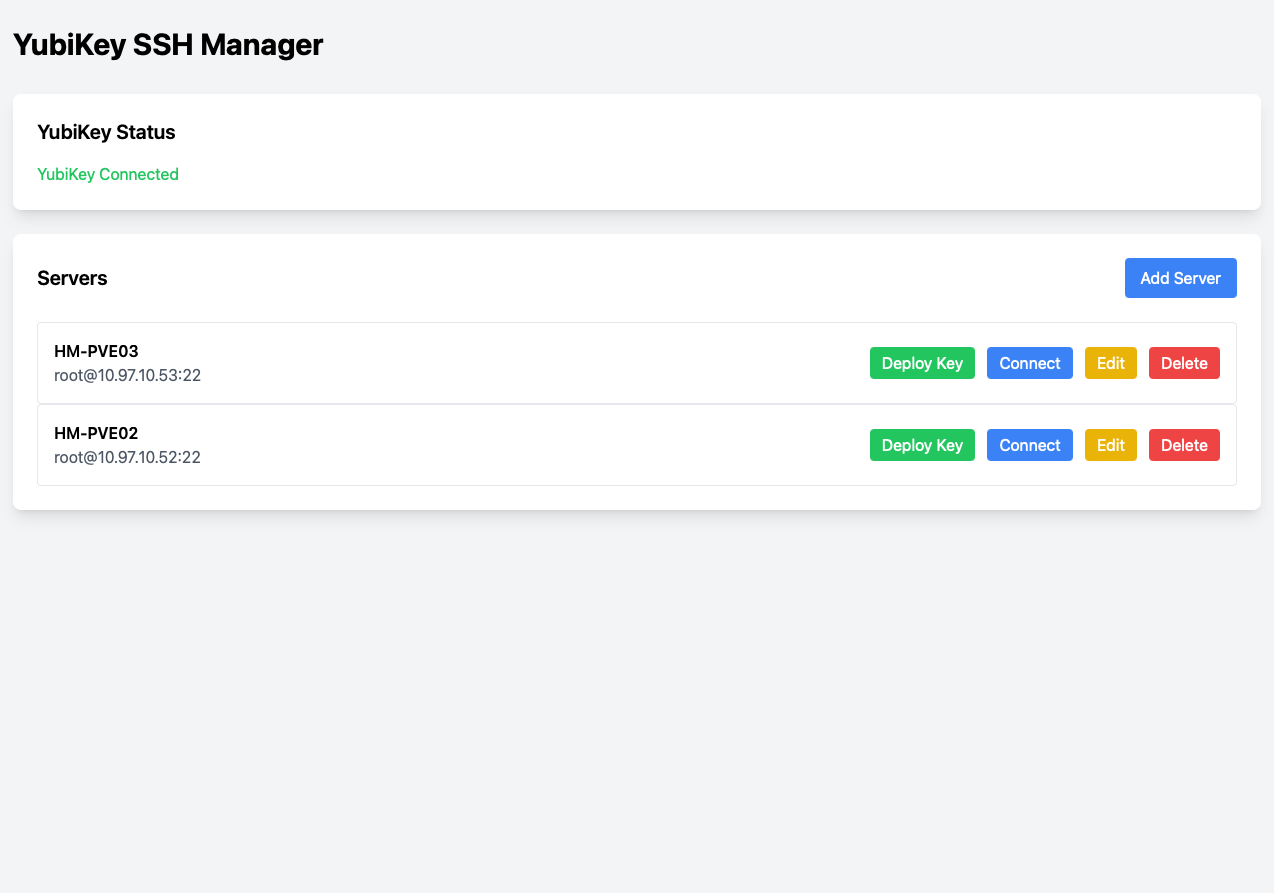 YubiKey SSH Manager
YubiKey Status
YubiKey Connected
Servers
Add Server
HM-PVE03
root@10.97.10.53:22
Deploy Key
Connect
Edit
Delete
HM-PVE02
root@10.97.10.52:22
Deploy Key
Connect
Edit
Delete